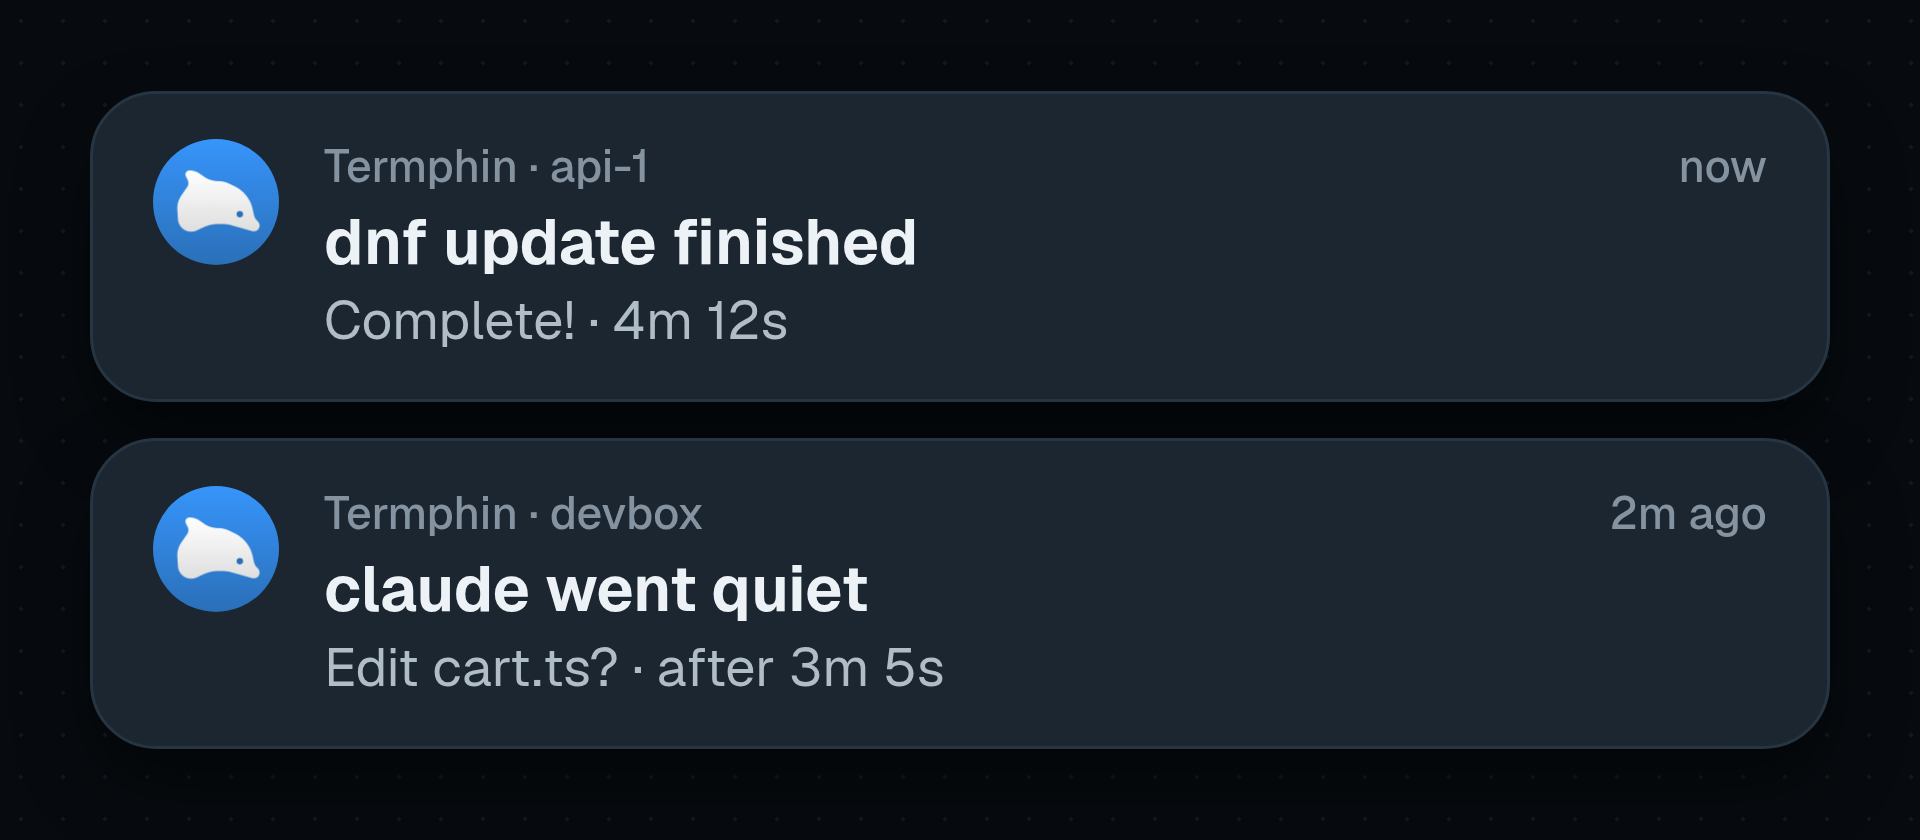 Termphin · api-1
now
dnf update finished
Complete! · 4m 12s
Termphin · devbox
2m ago
claude went quiet
Edit cart.ts? · after 3m 5s